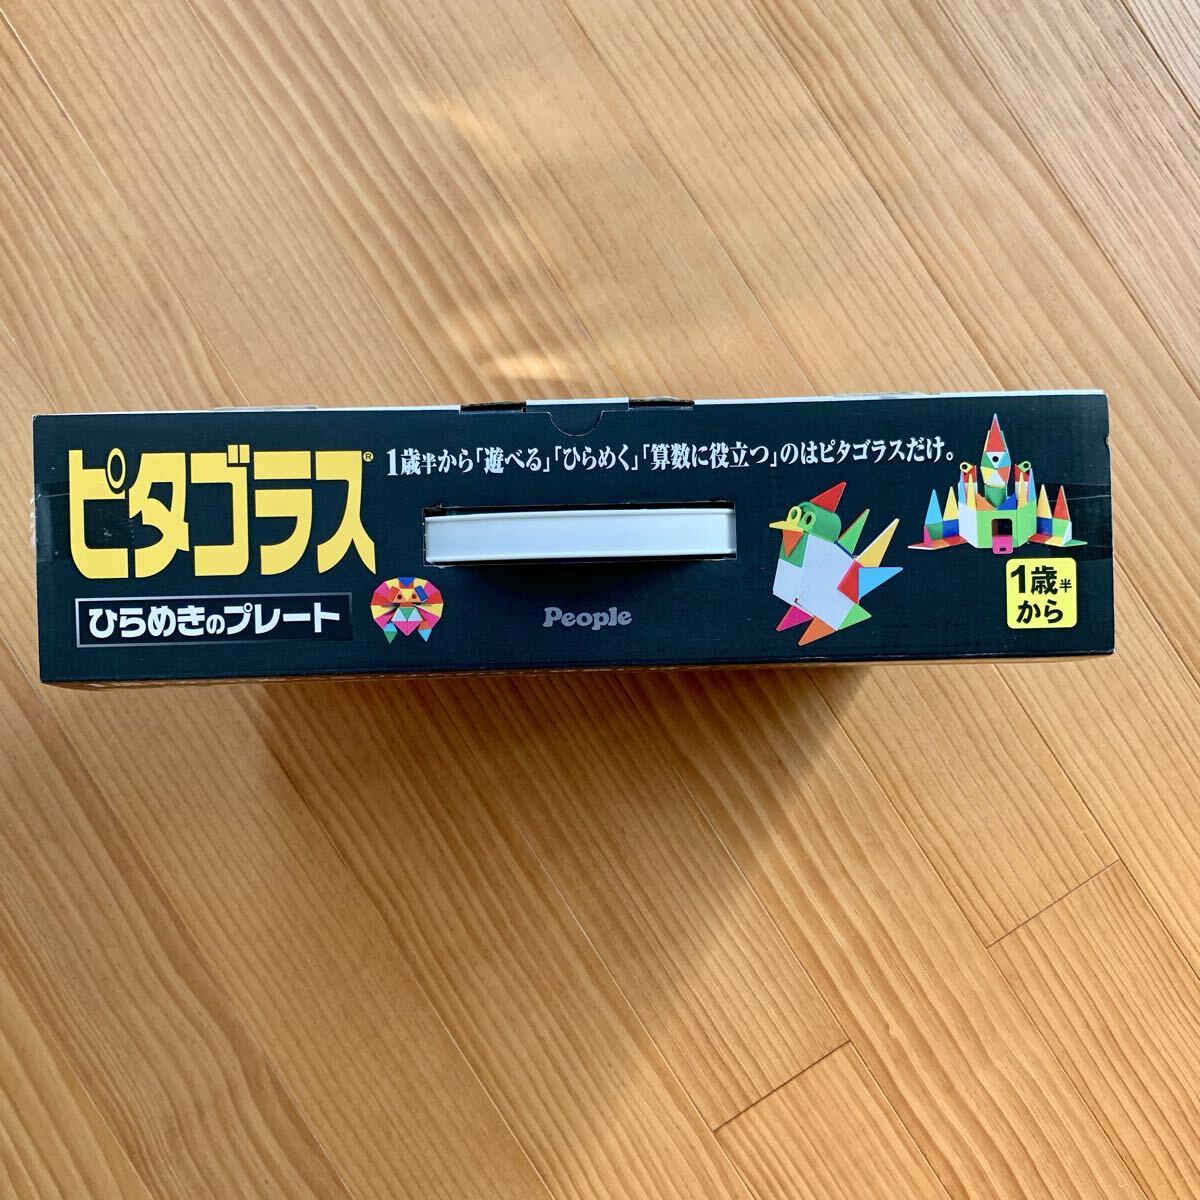 ピタゴラス®
ひらめきのプレート
1歳半から「遊べる」「ひらめく」「算数に役立つ」のはピタゴラスだけ。
People
1歳半
から